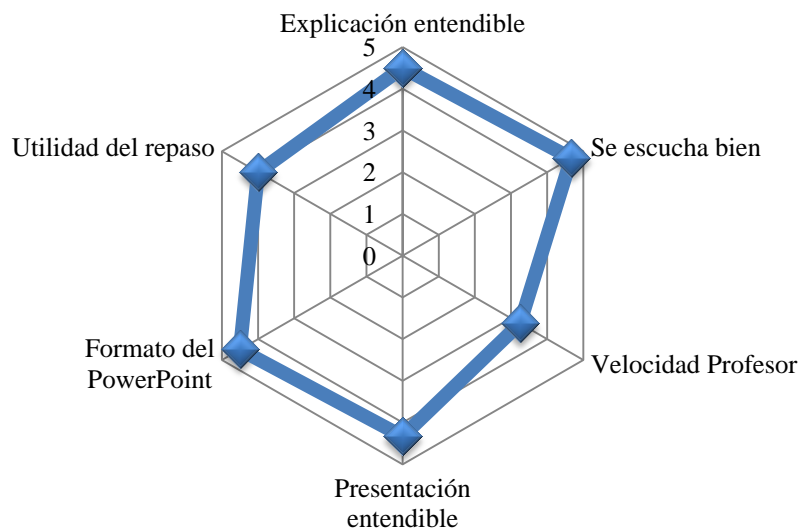 Explicación entendible
5
4
3
2
1
0
Se escucha bien
Velocidad Profesor
Presentación
entendible
Formato del
PowerPoint
Utilidad del repaso